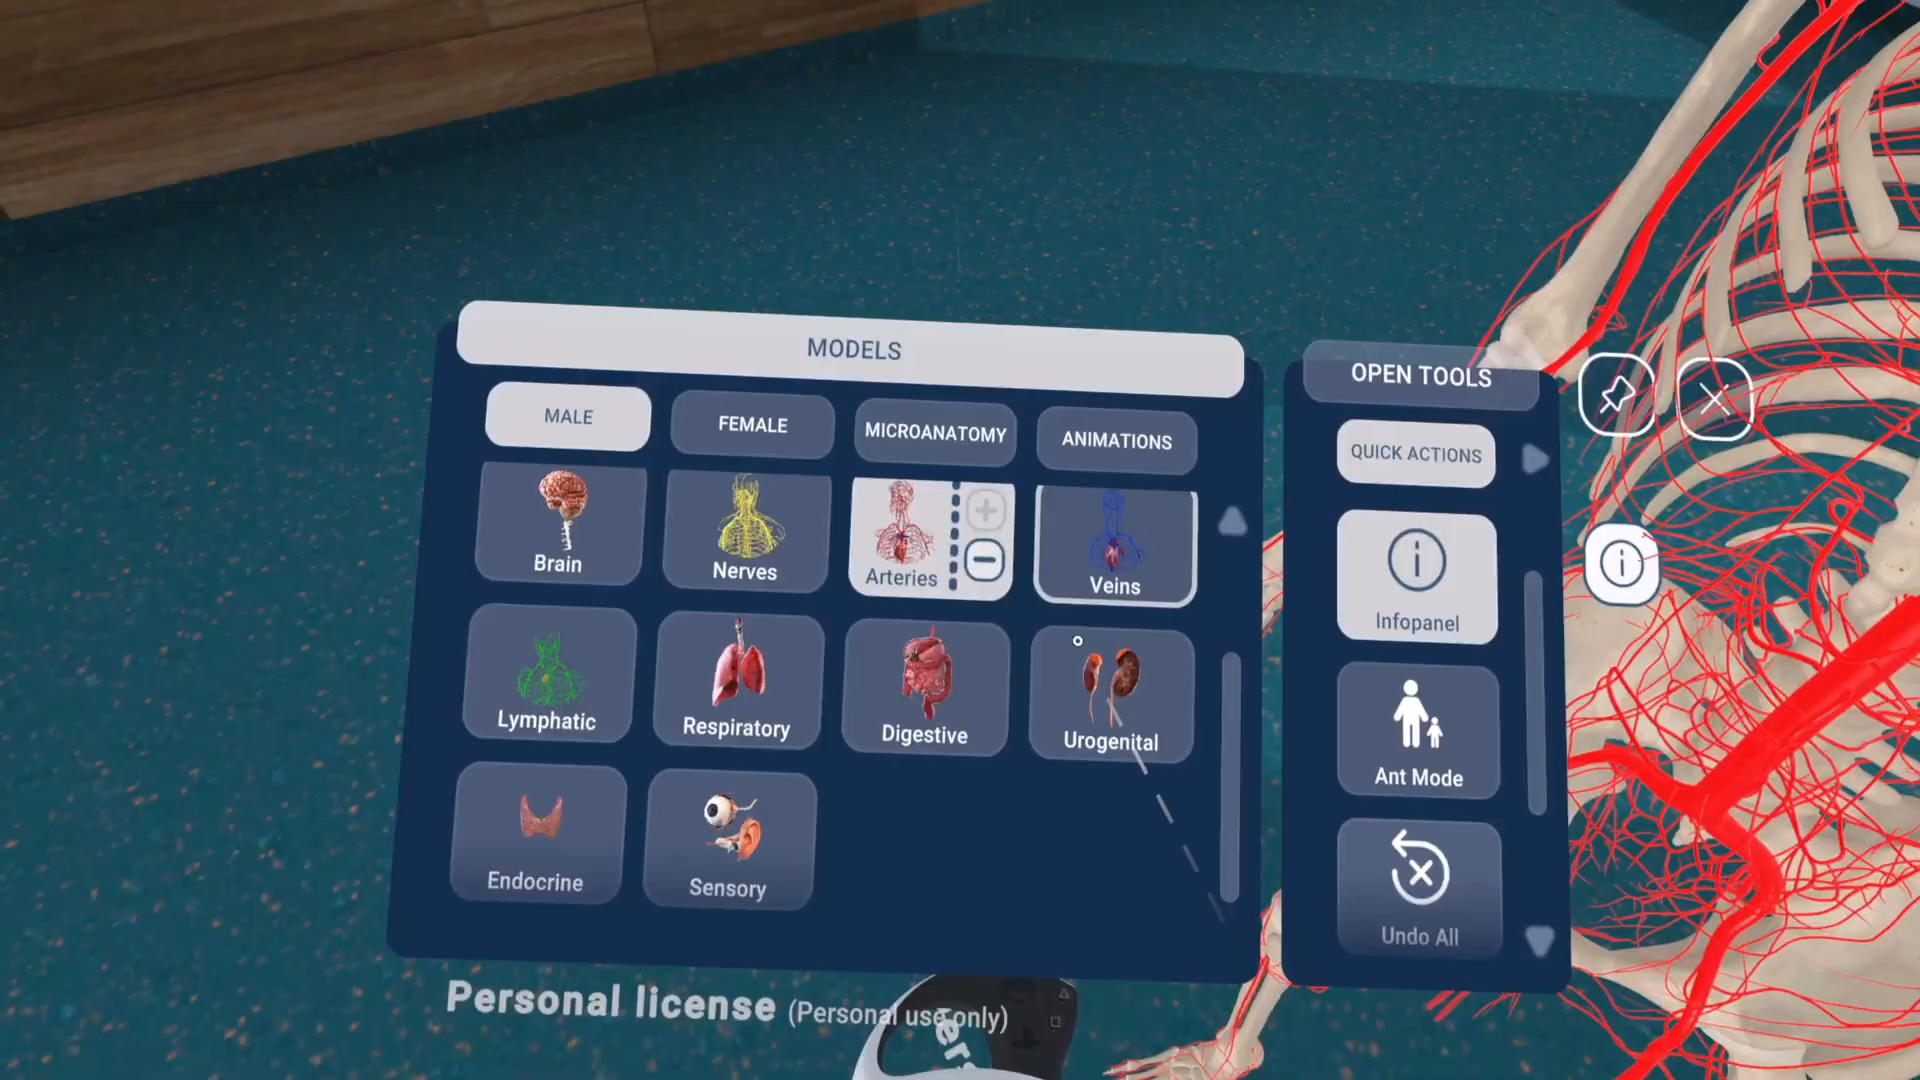 MODELS
MALE
FEMALE
MICROANATOMY
ANIMATIONS
Brain
Nerves
Arteries
Veins
Lymphatic
Respiratory
Digestive
Urogenital
Endocrine
Sensory
OPEN TOOLS
QUICK ACTIONS
Infopanel
Ant Mode
Undo All
Personal license (Personal use only)